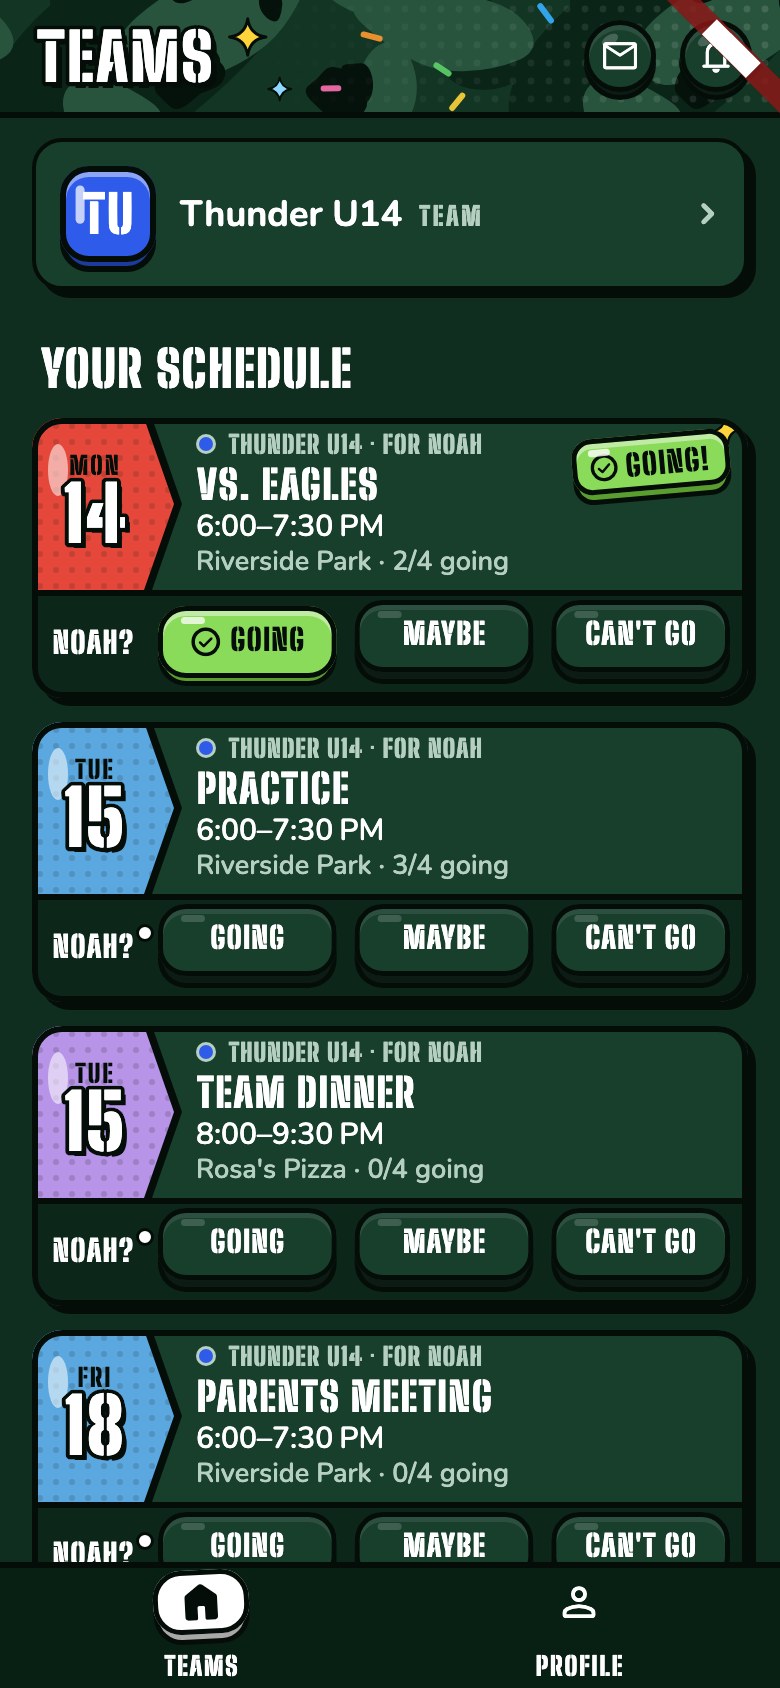 TEAMS
TU
Thunder U14 TEAM
YOUR SCHEDULE
MON
14
THUNDER U14 · FOR NOAH
VS. EAGLES
6:00–7:30 PM
Riverside Park · 2/4 going
GOING!
NOAH?
GOING
MAYBE
CAN'T GO
TUE
15
THUNDER U14 · FOR NOAH
PRACTICE
6:00–7:30 PM
Riverside Park · 3/4 going
NOAH?
GOING
MAYBE
CAN'T GO
TUE
15
THUNDER U14 · FOR NOAH
TEAM DINNER
8:00–9:30 PM
Rosa's Pizza · 0/4 going
NOAH?
GOING
MAYBE
CAN'T GO
FRI
18
THUNDER U14 · FOR NOAH
PARENTS MEETING
6:00–7:30 PM
Riverside Park · 0/4 going
NOAH?
GOING
MAYBE
CAN'T GO
TEAMS
PROFILE